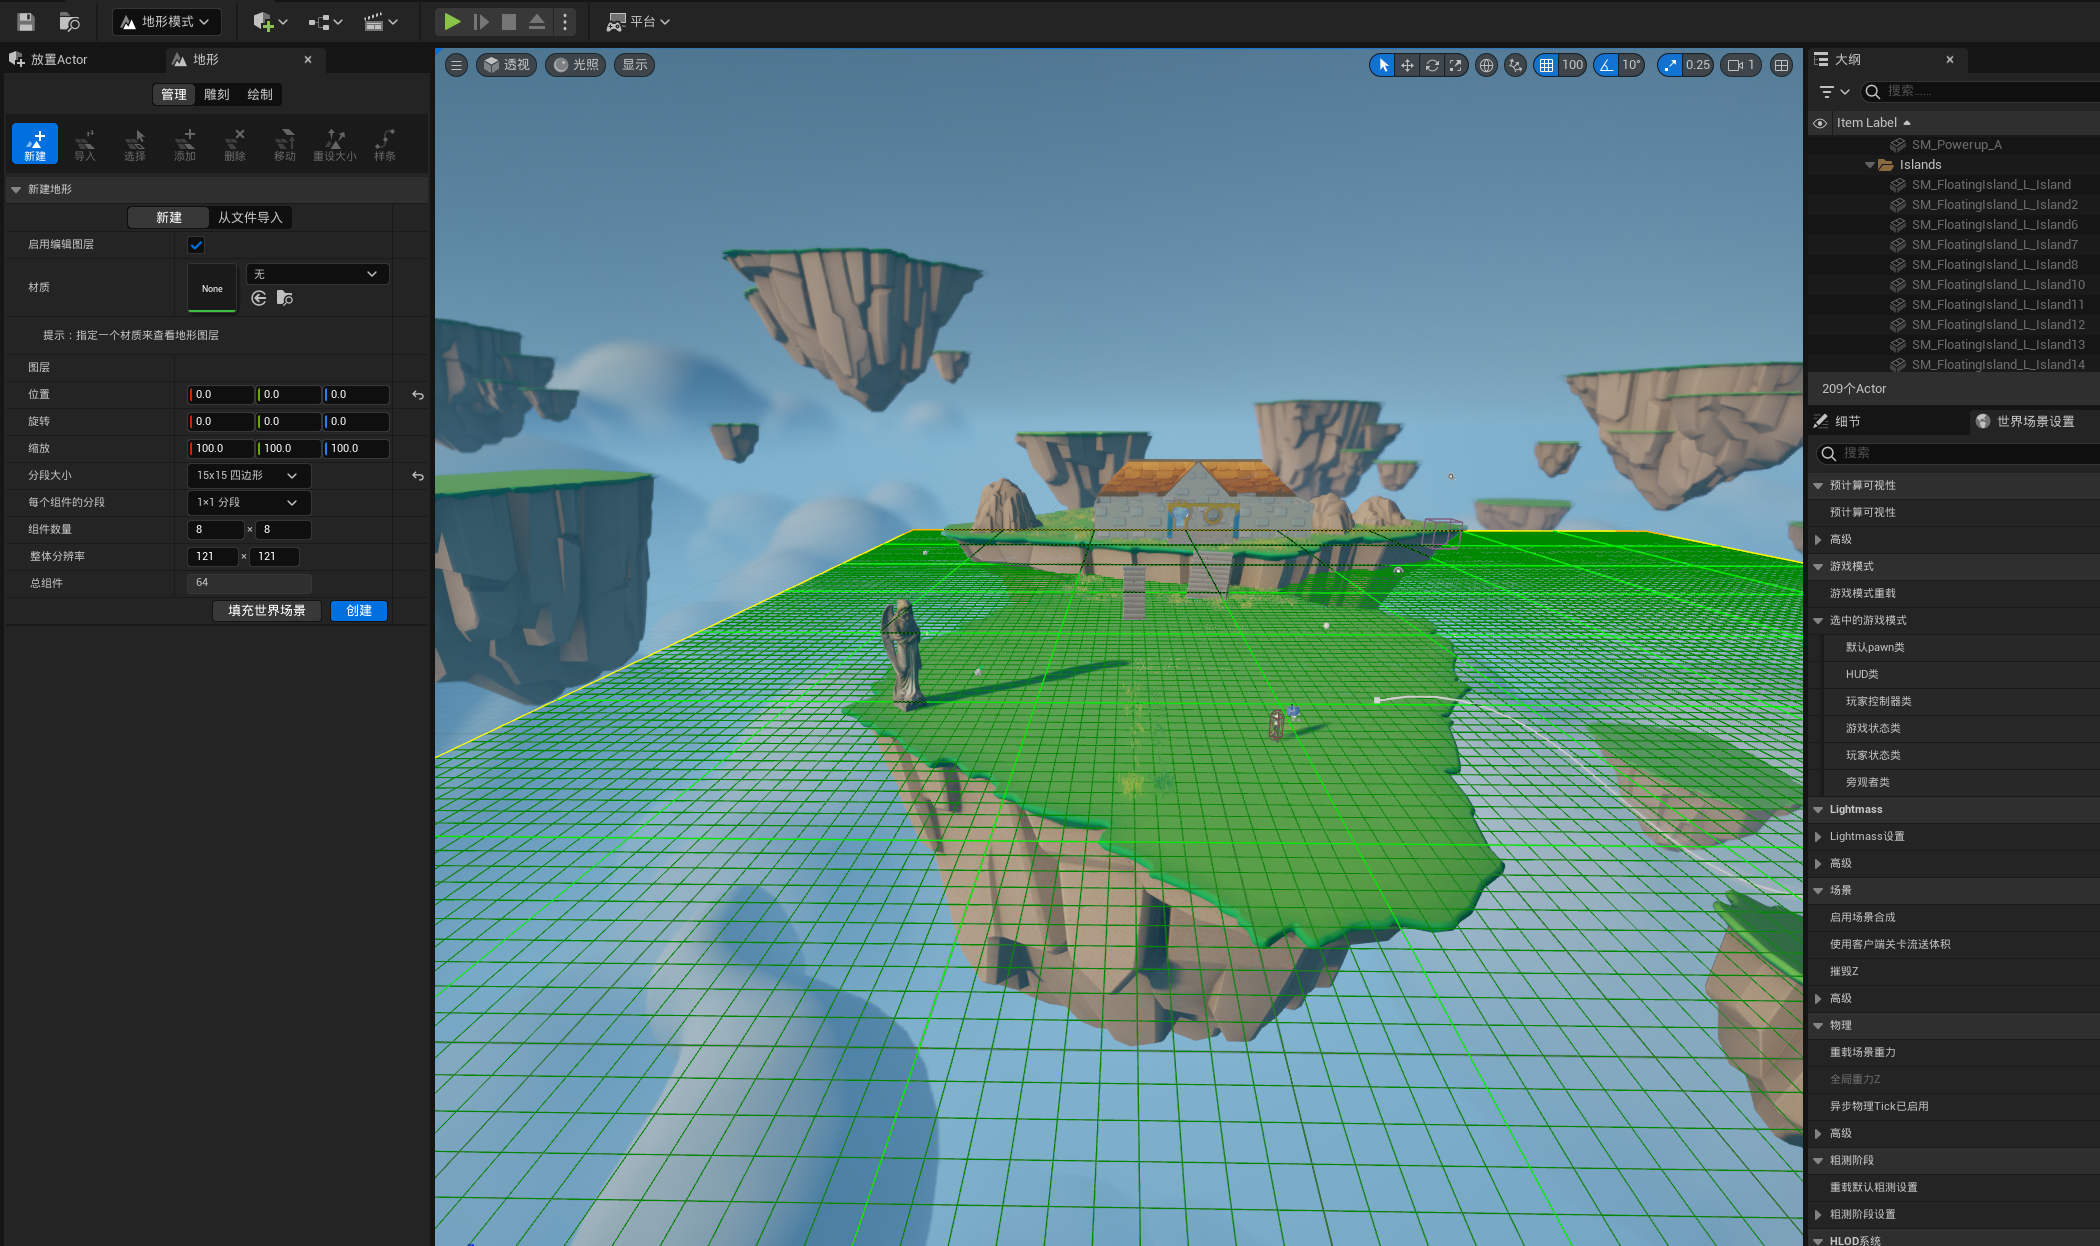 地形模式
平台
放置Actor
地形
管理 雕刻 绘制
新建 导入 选择 添加 删除 移动 重设大小 样条
新建地形
新建 从文件导入
启用编辑图层
材质
None
无
提示：指定一个材质来查看地形图层
图层
位置 0.0 0.0 0.0
旋转 0.0 0.0 0.0
缩放 100.0 100.0 100.0
分段大小 15x15 四边形
每个组件的分段 1×1 分段
组件数量 8 × 8
整体分辨率 121 × 121
总组件 64
填充世界场景 创建
透视 光照 显示
100 10° 0.25 1
大纲
搜索……
Item Label
SM_Powerup_A
Islands
SM_FloatingIsland_L_Island
SM_FloatingIsland_L_Island2
SM_FloatingIsland_L_Island6
SM_FloatingIsland_L_Island7
SM_FloatingIsland_L_Island8
SM_FloatingIsland_L_Island10
SM_FloatingIsland_L_Island11
SM_FloatingIsland_L_Island12
SM_FloatingIsland_L_Island13
SM_FloatingIsland_L_Island14
209个Actor
细节 世界场景设置
搜索
预计算可视性
预计算可视性
高级
游戏模式
游戏模式重载
选中的游戏模式
默认pawn类
HUD类
玩家控制器类
游戏状态类
玩家状态类
旁观者类
Lightmass
Lightmass设置
高级
场景
启用场景合成
使用客户端关卡流送体积
摧毁Z
高级
物理
重载场景重力
全局重力Z
异步物理Tick已启用
高级
粗测阶段
重载默认粗测设置
粗测阶段设置
HLOD系统